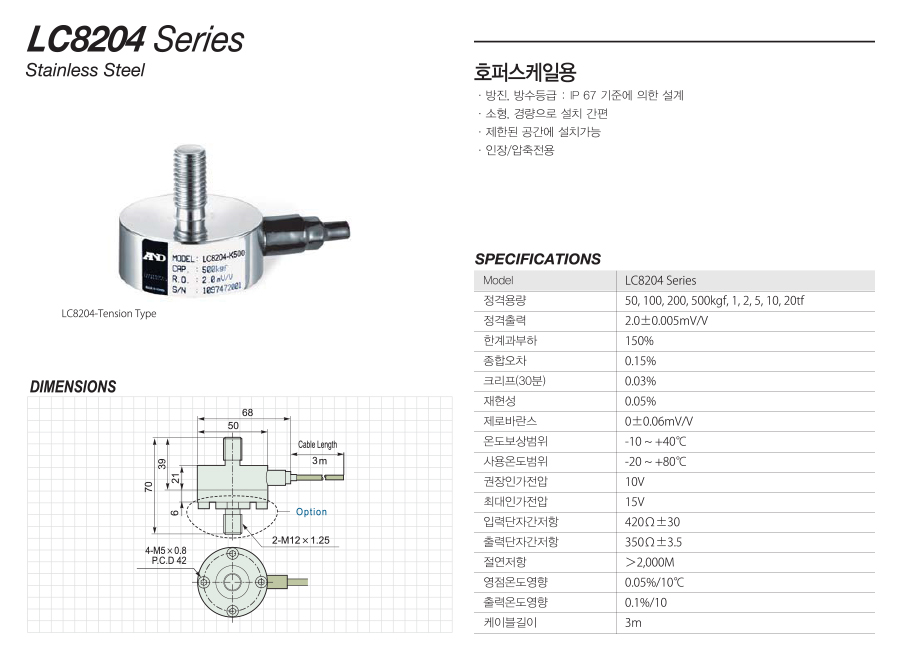 LC8204 Series
Stainless Steel
호퍼스케일용
· 방진, 방수등급 : IP 67 기준에 의한 설계
· 소형, 경량으로 설치 간편
· 제한된 공간에 설치가능
· 인장/압축전용
AND
MODEL: LC8204-K500
CAP. : 500kgf
R.O. : 2.0mV/V
S/N : 1097472001
LC8204-Tension Type
SPECIFICATIONS
Model LC8204 Series
정격용량 50, 100, 200, 500kgf, 1, 2, 5, 10, 20tf
정격출력 2.0±0.005mV/V
한계과부하 150%
종합오차 0.15%
크리프(30분) 0.03%
재현성 0.05%
제로바란스 0±0.06mV/V
온도보상범위 -10 ~ +40℃
사용온도범위 -20 ~ +80℃
권장인가전압 10V
최대인가전압 15V
입력단자간저항 420Ω±30
출력단자간저항 350Ω±3.5
절연저항 >2,000M
영점온도영향 0.05%/10℃
출력온도영향 0.1%/10
케이블길이 3m
DIMENSIONS
68
50
Cable Length
3m
39
21
70
6
Option
2-M12×1.25
4-M5×0.8
P.C.D 42